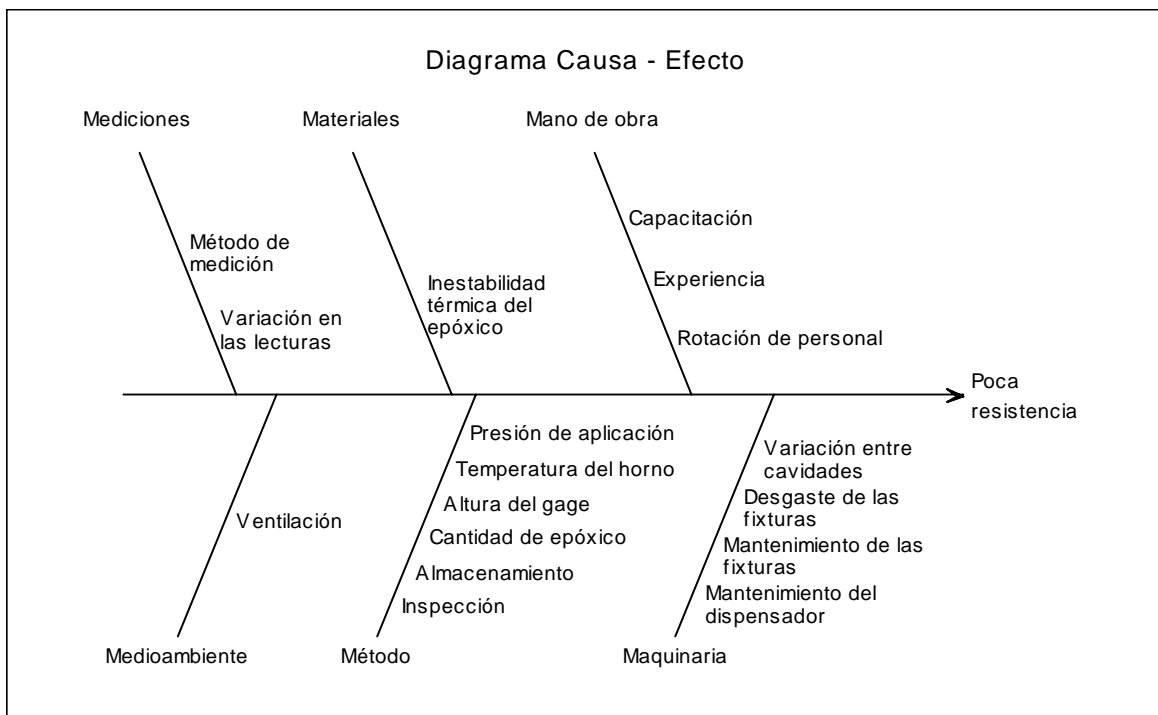 Diagrama Causa - Efecto
Mediciones
Materiales
Mano de obra
Capacitación
Método de
medición
Experiencia
Inestabilidad
térmica del
epóxico
Variación en
las lecturas
Rotación de personal
Poca
resistencia
Presión de aplicación
Variación entre
cavidades
Temperatura del horno
Altura del gage
Desgaste de las
fixturas
Ventilación
Cantidad de epóxico
Mantenimiento de las
fixturas
Almacenamiento
Mantenimiento del
dispensador
Inspección
Medioambiente
Método
Maquinaria